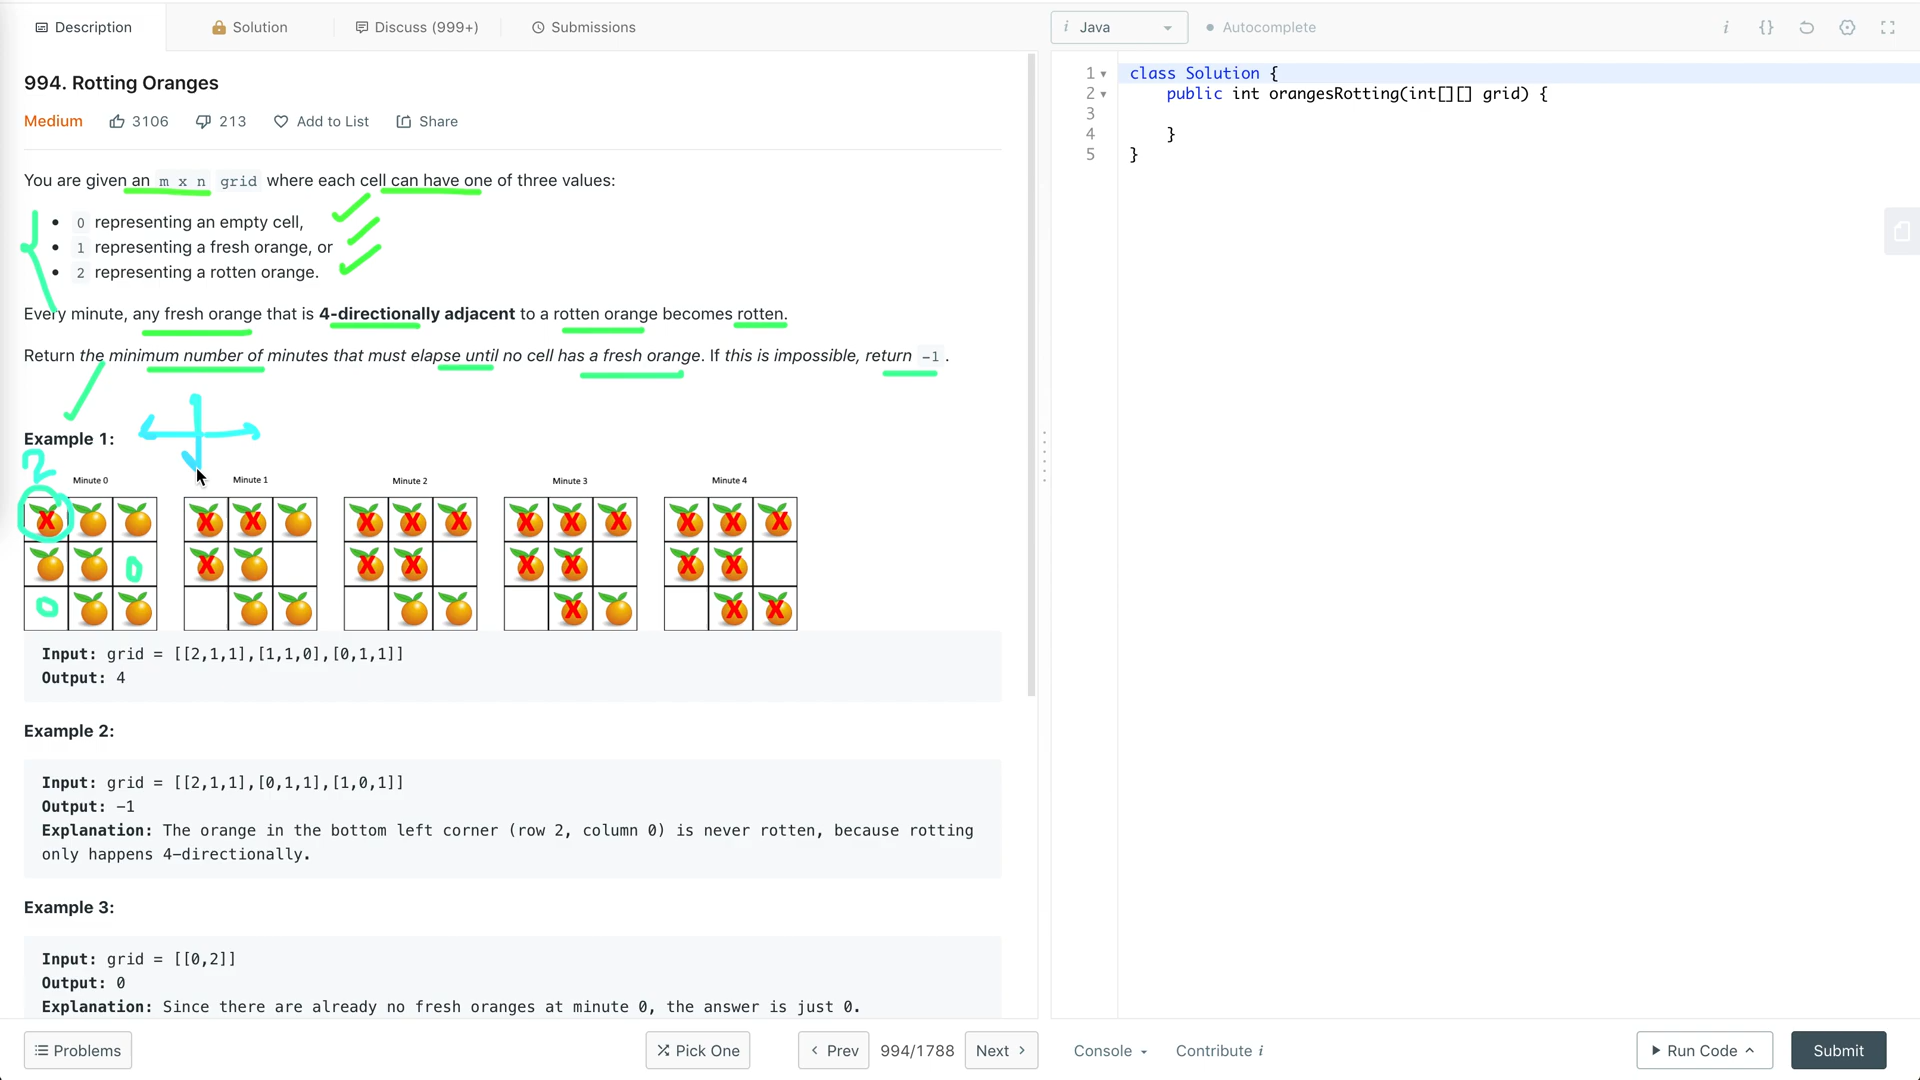 Description
Solution
Discuss (999+)
Submissions
i Java
Autocomplete
i {}
994. Rotting Oranges
Medium 3106 213 Add to List Share
You are given an m x n grid where each cell can have one of three values:
0 representing an empty cell,
1 representing a fresh orange, or
2 representing a rotten orange.
Every minute, any fresh orange that is 4-directionally adjacent to a rotten orange becomes rotten.
Return the minimum number of minutes that must elapse until no cell has a fresh orange. If this is impossible, return -1.
Example 1:
2
Minute 0 Minute 1 Minute 2 Minute 3 Minute 4
X X X X X X X X X X X X
0 X X X X X X X
0 X X X
Input: grid = [[2,1,1],[1,1,0],[0,1,1]]
Output: 4
Example 2:
Input: grid = [[2,1,1],[0,1,1],[1,0,1]]
Output: -1
Explanation: The orange in the bottom left corner (row 2, column 0) is never rotten, because rotting
only happens 4-directionally.
Example 3:
Input: grid = [[0,2]]
Output: 0
Explanation: Since there are already no fresh oranges at minute 0, the answer is just 0.
1 class Solution {
2 public int orangesRotting(int[][] grid) {
3
4 }
5 }
Problems
Pick One
Prev 994/1788 Next
Console
Contribute i
Run Code
Submit